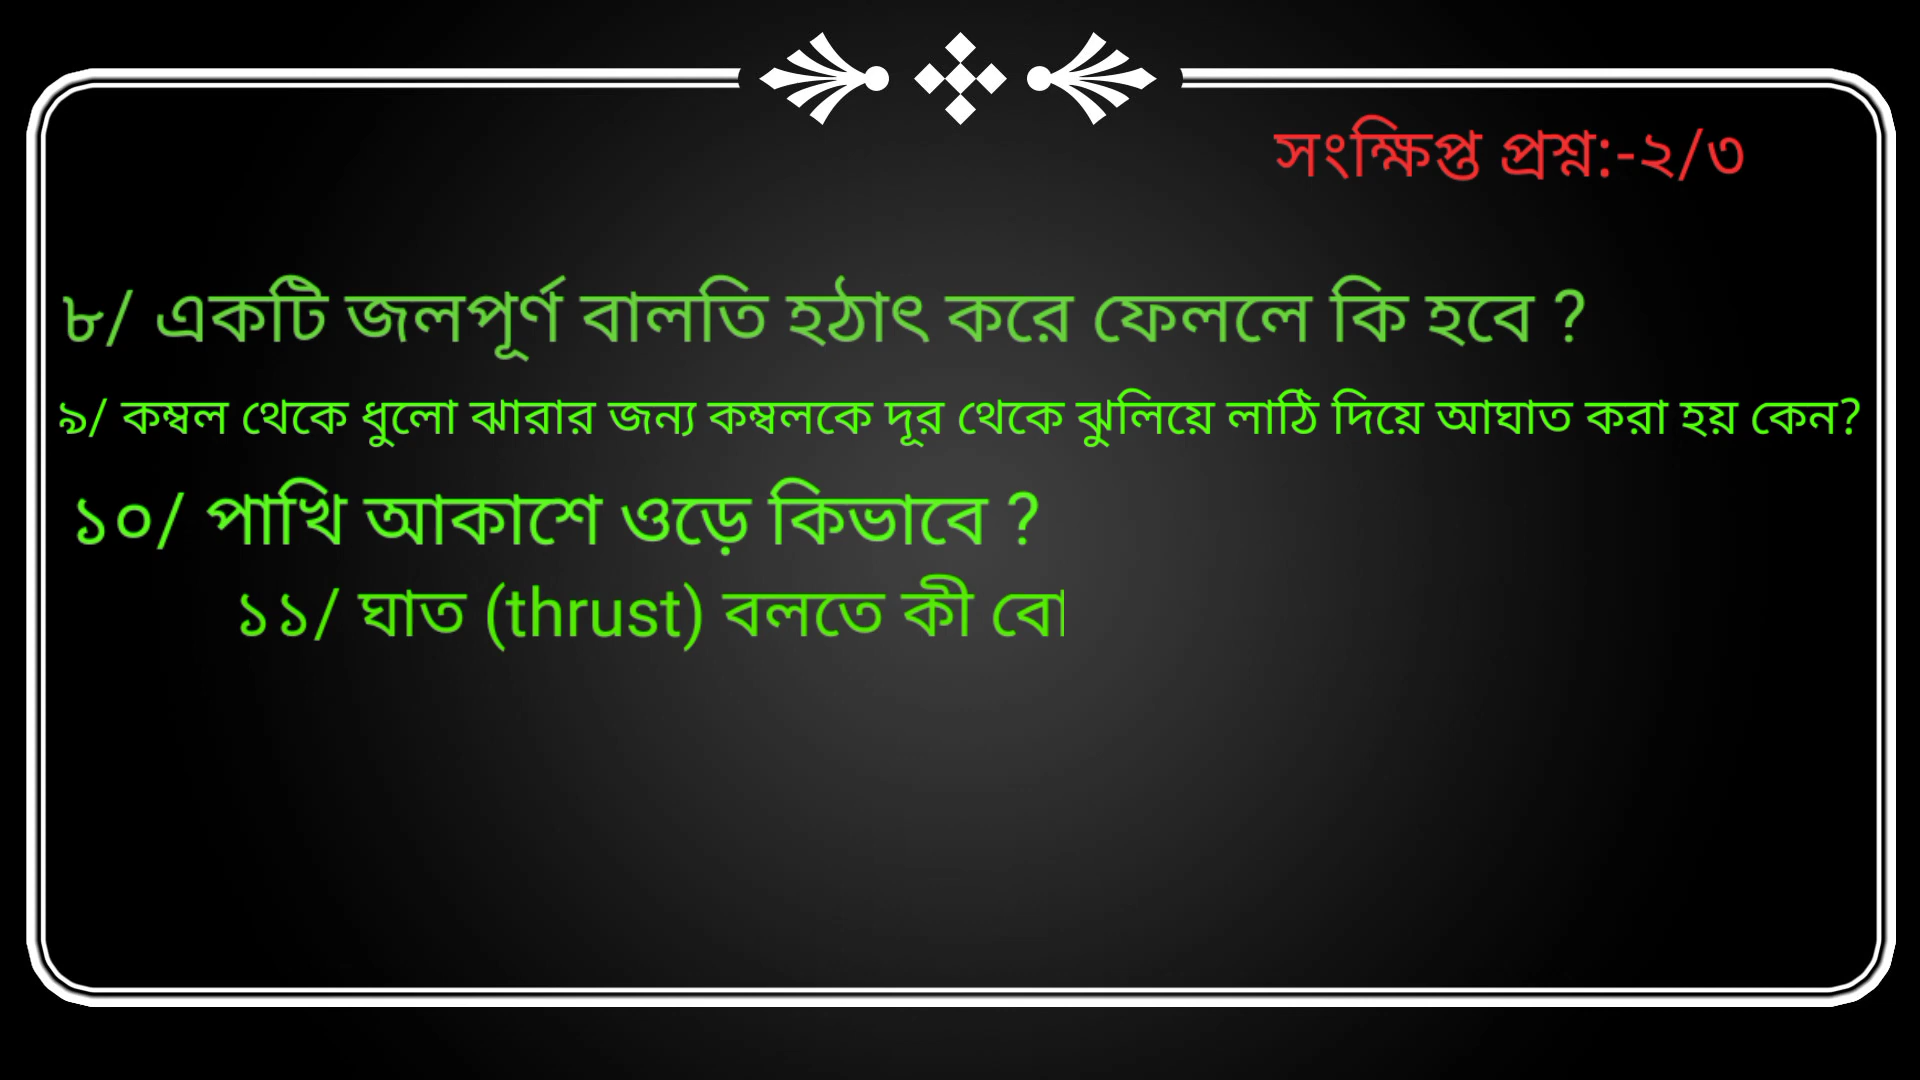 সংক্ষিপ্ত প্রশ্ন:-২/৩
৮/ একটি জলপূর্ণ বালতি হঠাৎ করে ফেললে কি হবে ?
৯/ কম্বল থেকে ধুলো ঝারার জন্য কম্বলকে দূর থেকে ঝুলিয়ে লাঠি দিয়ে আঘাত করা হয় কেন?
১০/ পাখি আকাশে ওড়ে কিভাবে ?
১১/ ঘাত (thrust) বলতে কী বো